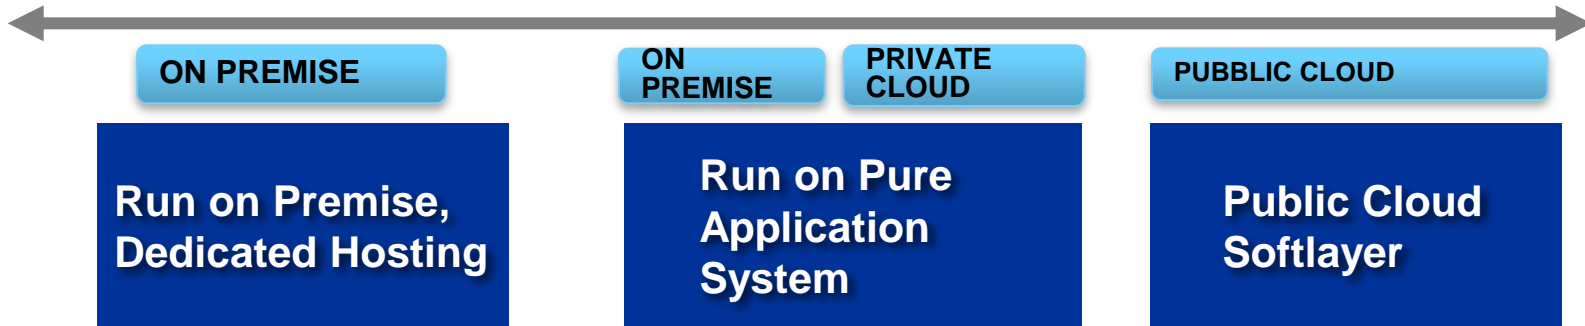 ON PREMISE
ON
PREMISE
PRIVATE
CLOUD
PUBBLIC CLOUD
Run on Premise,
Dedicated Hosting
Run on Pure
Application
System
Public Cloud
Softlayer